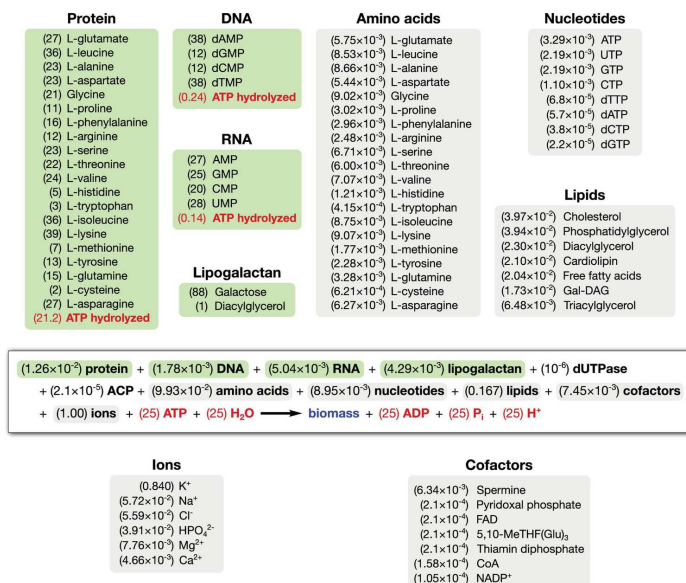 Protein
(27) L-glutamate
(36) L-leucine
(23) L-alanine
(23) L-aspartate
(21) Glycine
(11) L-proline
(16) L-phenylalanine
(12) L-arginine
(23) L-serine
(22) L-threonine
(24) L-valine
(5) L-histidine
(3) L-tryptophan
(36) L-isoleucine
(39) L-lysine
(7) L-methionine
(13) L-tyrosine
(15) L-glutamine
(2) L-cysteine
(27) L-asparagine
(21.2) ATP hydrolyzed
DNA
(38) dAMP
(12) dGMP
(12) dCMP
(38) dTMP
(0.24) ATP hydrolyzed
RNA
(27) AMP
(25) GMP
(20) CMP
(28) UMP
(0.14) ATP hydrolyzed
Lipogalactan
(88) Galactose
(1) Diacylglycerol
Amino acids
(5.75×10⁻³) L-glutamate
(8.53×10⁻³) L-leucine
(8.66×10⁻³) L-alanine
(5.44×10⁻³) L-aspartate
(9.02×10⁻³) Glycine
(3.02×10⁻³) L-proline
(2.96×10⁻³) L-phenylalanine
(2.48×10⁻³) L-arginine
(6.71×10⁻³) L-serine
(6.00×10⁻³) L-threonine
(7.07×10⁻³) L-valine
(1.21×10⁻³) L-histidine
(4.15×10⁻⁴) L-tryptophan
(8.75×10⁻³) L-isoleucine
(9.07×10⁻³) L-lysine
(1.77×10⁻³) L-methionine
(2.28×10⁻³) L-tyrosine
(3.28×10⁻³) L-glutamine
(6.21×10⁻⁴) L-cysteine
(6.27×10⁻³) L-asparagine
Nucleotides
(3.29×10⁻³) ATP
(2.19×10⁻³) UTP
(2.19×10⁻³) GTP
(1.10×10⁻³) CTP
(6.8×10⁻⁵) dTTP
(5.7×10⁻⁵) dATP
(3.8×10⁻⁵) dCTP
(2.2×10⁻⁵) dGTP
Lipids
(3.97×10⁻²) Cholesterol
(3.94×10⁻²) Phosphatidylglycerol
(2.30×10⁻²) Diacylglycerol
(2.10×10⁻²) Cardiolipin
(2.04×10⁻²) Free fatty acids
(1.73×10⁻²) Gal-DAG
(6.48×10⁻³) Triacylglycerol
(1.26×10⁻²) protein + (1.78×10⁻³) DNA + (5.04×10⁻³) RNA + (4.29×10⁻³) lipogalactan + (10⁻⁶) dUTPase
+ (2.1×10⁻⁵) ACP + (9.93×10⁻²) amino acids + (8.95×10⁻³) nucleotides + (0.167) lipids + (7.45×10⁻³) cofactors
+ (1.00) ions + (25) ATP + (25) H₂O ⟶ biomass + (25) ADP + (25) Pᵢ + (25) H⁺
Ions
(0.840) K⁺
(5.72×10⁻²) Na⁺
(5.59×10⁻²) Cl⁻
(3.91×10⁻²) HPO₄²⁻
(7.76×10⁻³) Mg²⁺
(4.66×10⁻³) Ca²⁺
Cofactors
(6.34×10⁻³) Spermine
(2.1×10⁻⁴) Pyridoxal phosphate
(2.1×10⁻⁴) FAD
(2.1×10⁻⁴) 5,10-MeTHF(Glu)₃
(2.1×10⁻⁴) Thiamin diphosphate
(1.58×10⁻⁴) CoA
(1.05×10⁻⁴) NADP⁺